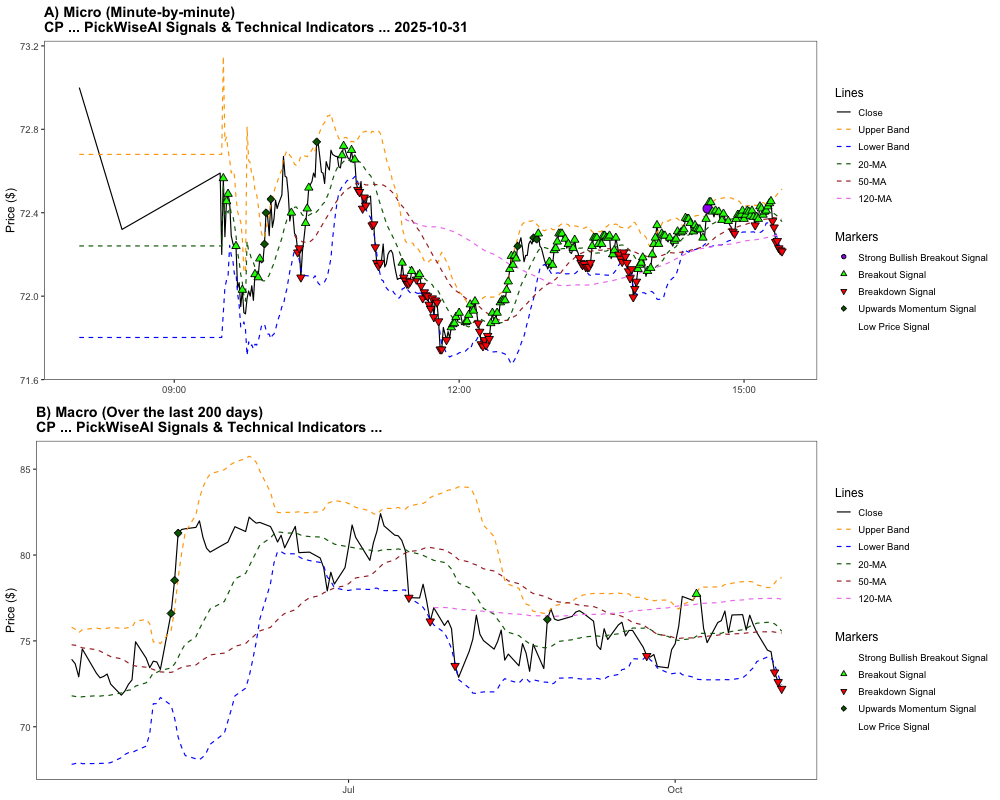 A) Micro (Minute-by-minute)
CP ... PickWiseAI Signals & Technical Indicators ... 2025-10-31
Price ($)
73.2
72.8
72.4
72.0
71.6
09:00
12:00
15:00
Lines
Close
Upper Band
Lower Band
20-MA
50-MA
120-MA
Markers
Strong Bullish Breakout Signal
Breakout Signal
Breakdown Signal
Upwards Momentum Signal
Low Price Signal
B) Macro (Over the last 200 days)
CP ... PickWiseAI Signals & Technical Indicators ...
Price ($)
85
80
75
70
Jul
Oct
Lines
Close
Upper Band
Lower Band
20-MA
50-MA
120-MA
Markers
Strong Bullish Breakout Signal
Breakout Signal
Breakdown Signal
Upwards Momentum Signal
Low Price Signal